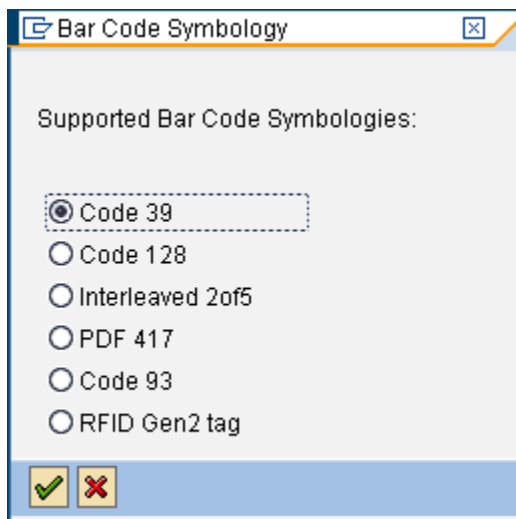 Bar Code Symbology
Supported Bar Code Symbologies:
Code 39
Code 128
Interleaved 2of5
PDF 417
Code 93
RFID Gen2 tag